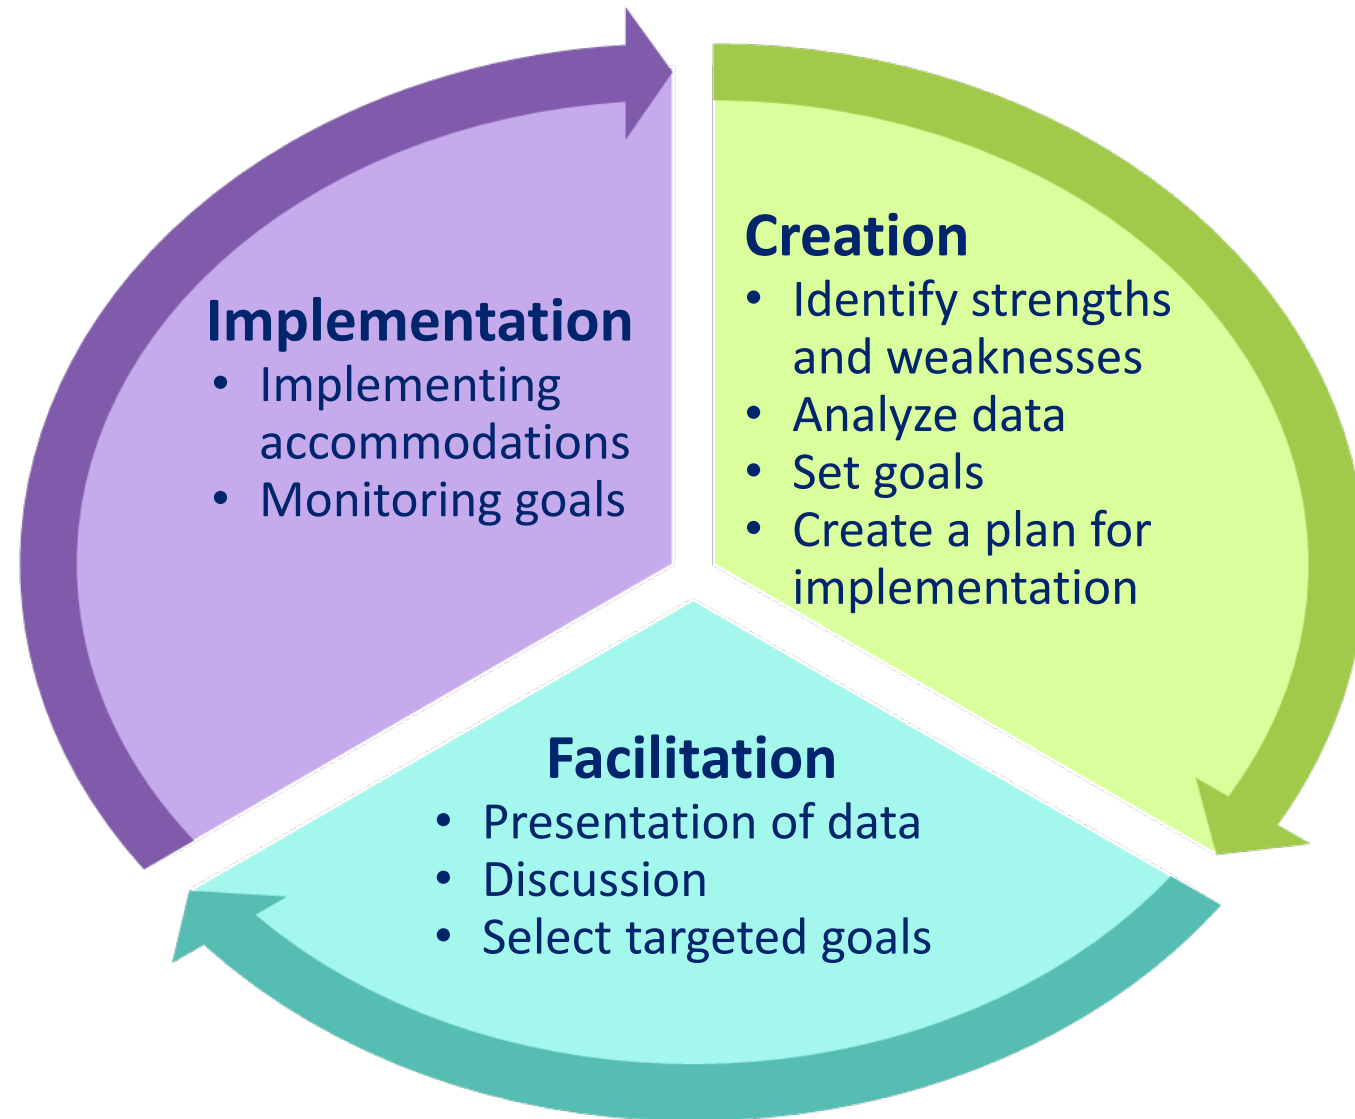 Creation
• Identify strengths
and weaknesses
• Analyze data
• Set goals
• Create a plan for
implementation
Facilitation
• Presentation of data
• Discussion
• Select targeted goals
Implementation
• Implementing
accommodations
• Monitoring goals